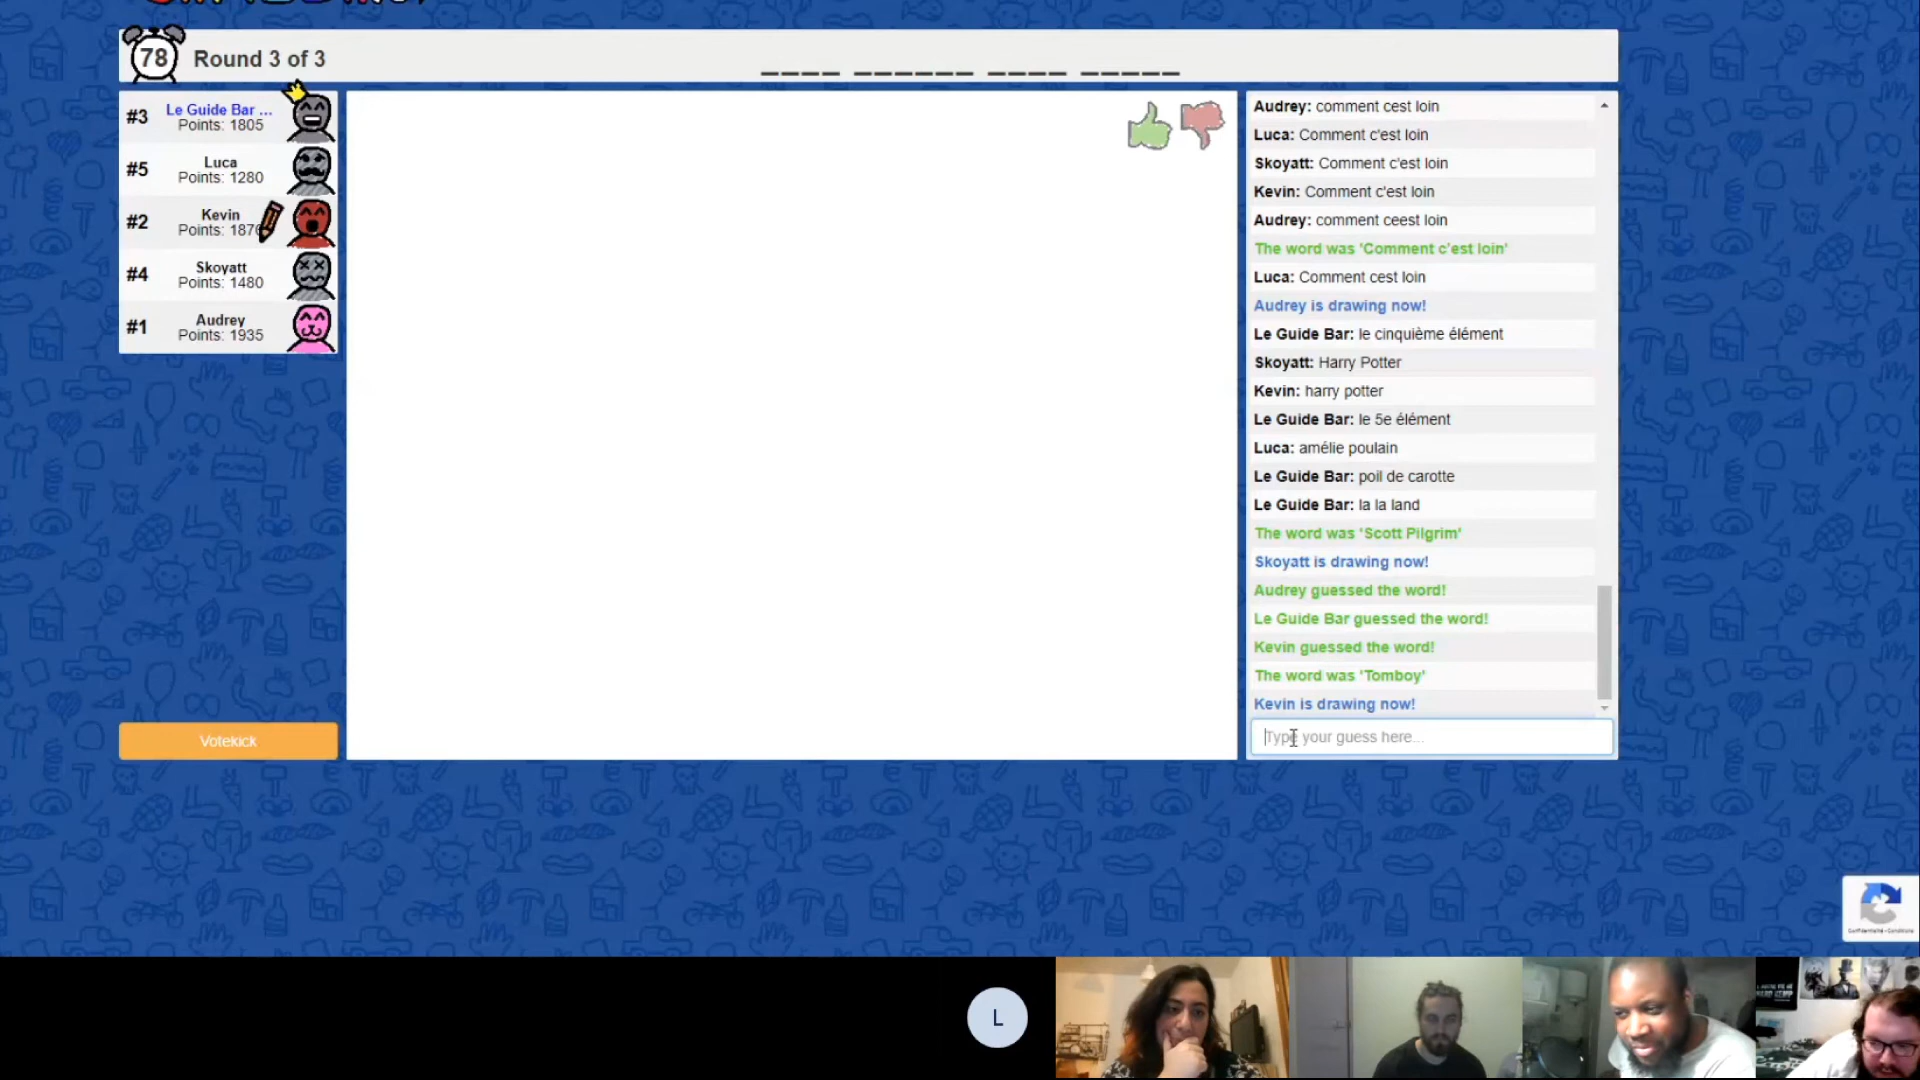 78
Round 3 of 3
____ ______ ____ _____
#3
Le Guide Bar ...
Points: 1805
#5
Luca
Points: 1280
#2
Kevin
Points: 1870
#4
Skoyatt
Points: 1480
#1
Audrey
Points: 1935
Votekick
Audrey: comment cest loin
Luca: Comment c'est loin
Skoyatt: Comment c'est loin
Kevin: Comment c'est loin
Audrey: comment ceest loin
The word was 'Comment c'est loin'
Luca: Comment cest loin
Audrey is drawing now!
Le Guide Bar: le cinquième élément
Skoyatt: Harry Potter
Kevin: harry potter
Le Guide Bar: le 5e élément
Luca: amélie poulain
Le Guide Bar: poil de carotte
Le Guide Bar: la la land
The word was 'Scott Pilgrim'
Skoyatt is drawing now!
Audrey guessed the word!
Le Guide Bar guessed the word!
Kevin guessed the word!
The word was 'Tomboy'
Kevin is drawing now!
Type your guess here...
L